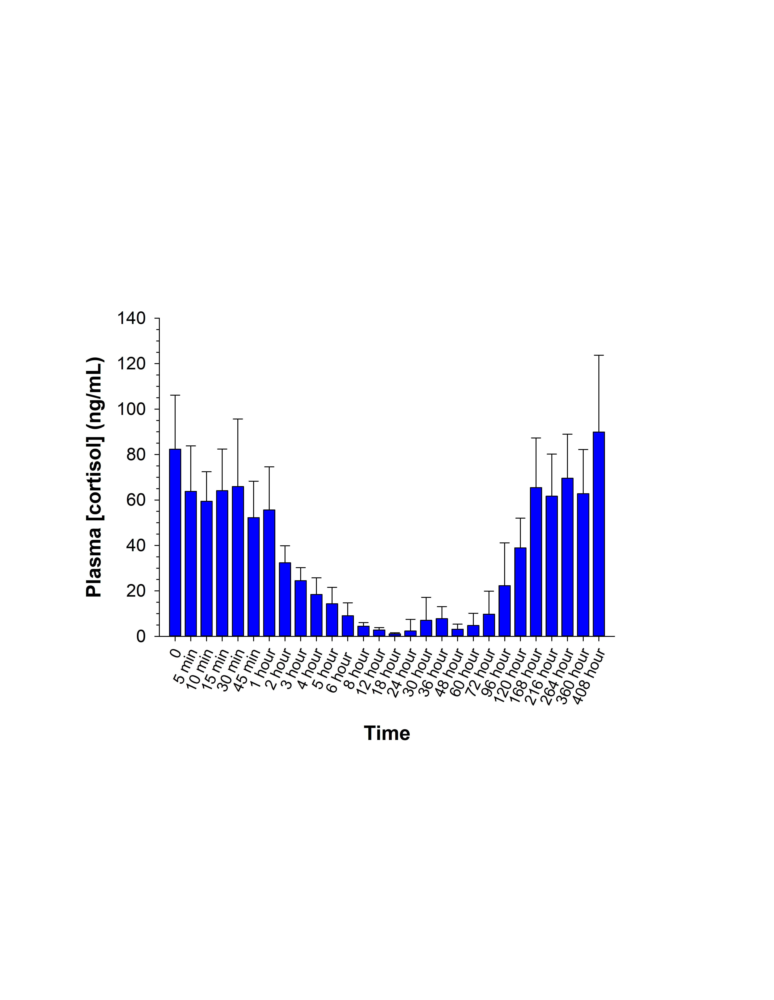 Plasma [cortisol] (ng/mL)
140
120
100
80
60
40
20
0
0
5 min
10 min
15 min
30 min
45 min
1 hour
2 hour
3 hour
4 hour
5 hour
6 hour
8 hour
12 hour
18 hour
24 hour
30 hour
36 hour
48 hour
60 hour
72 hour
96 hour
120 hour
168 hour
216 hour
264 hour
360 hour
408 hour
Time